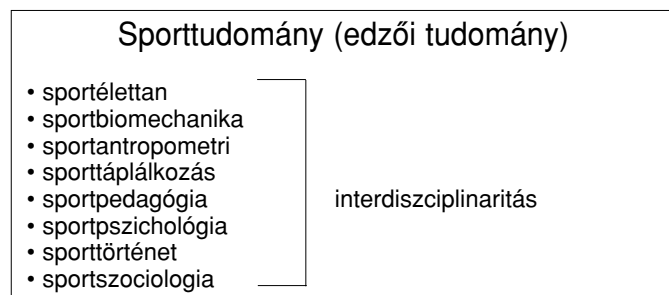 Sporttudomány (edzői tudomány)
• sportélettan
• sportbiomechanika
• sportantropometri
• sporttáplálkozás
• sportpedagógia
• sportpszichológia
• sporttörténet
• sportszociologia
interdiszciplinaritás